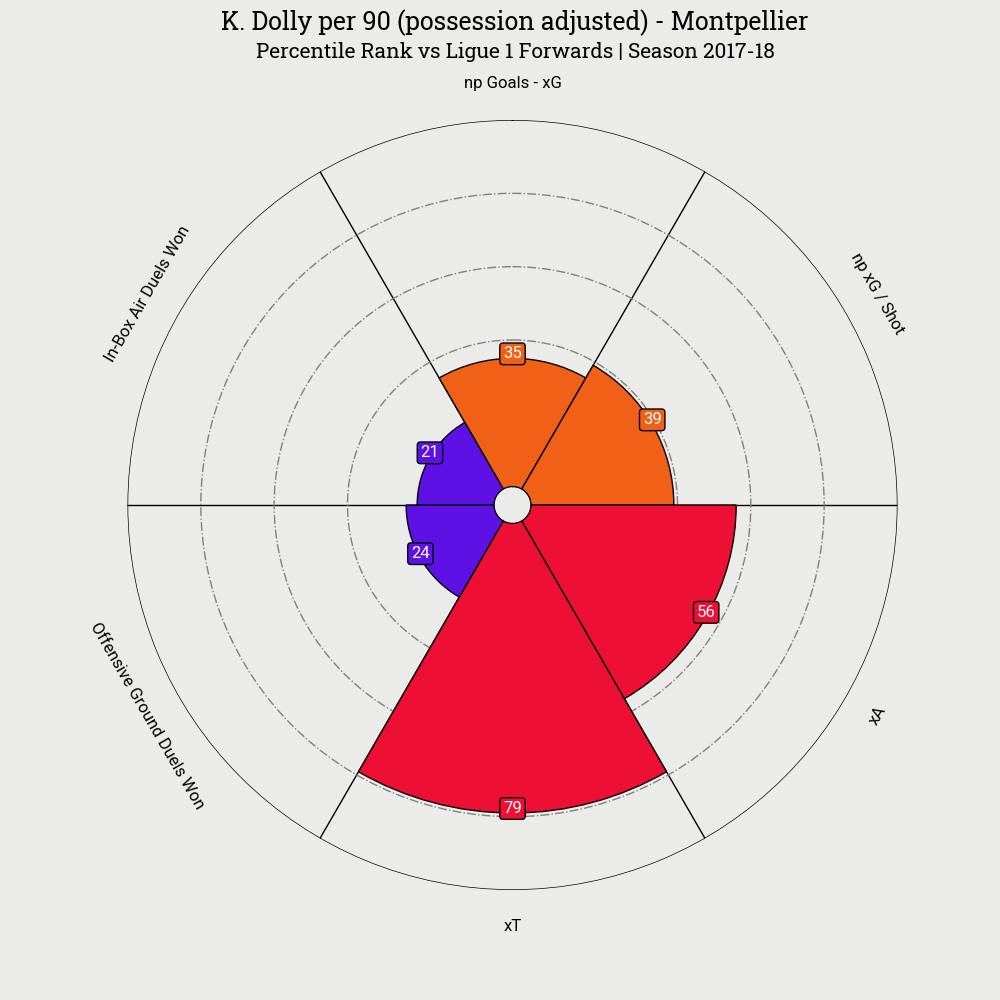 K. Dolly per 90 (possession adjusted) - Montpellier
Percentile Rank vs Ligue 1 Forwards | Season 2017-18
np Goals - xG
In-Box Air Duels Won
np xG / Shot
35
39
21
24
56
79
Offensive Ground Duels Won
xA
xT